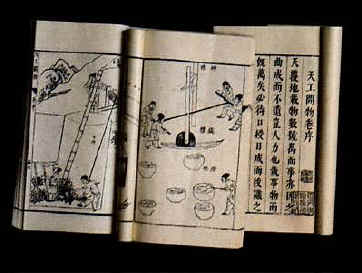 天工開物卷序
天覆地載物數號萬而事亦因之
曲成而不遺豈人力也哉事物而
既萬矣必待口授目成而後識之